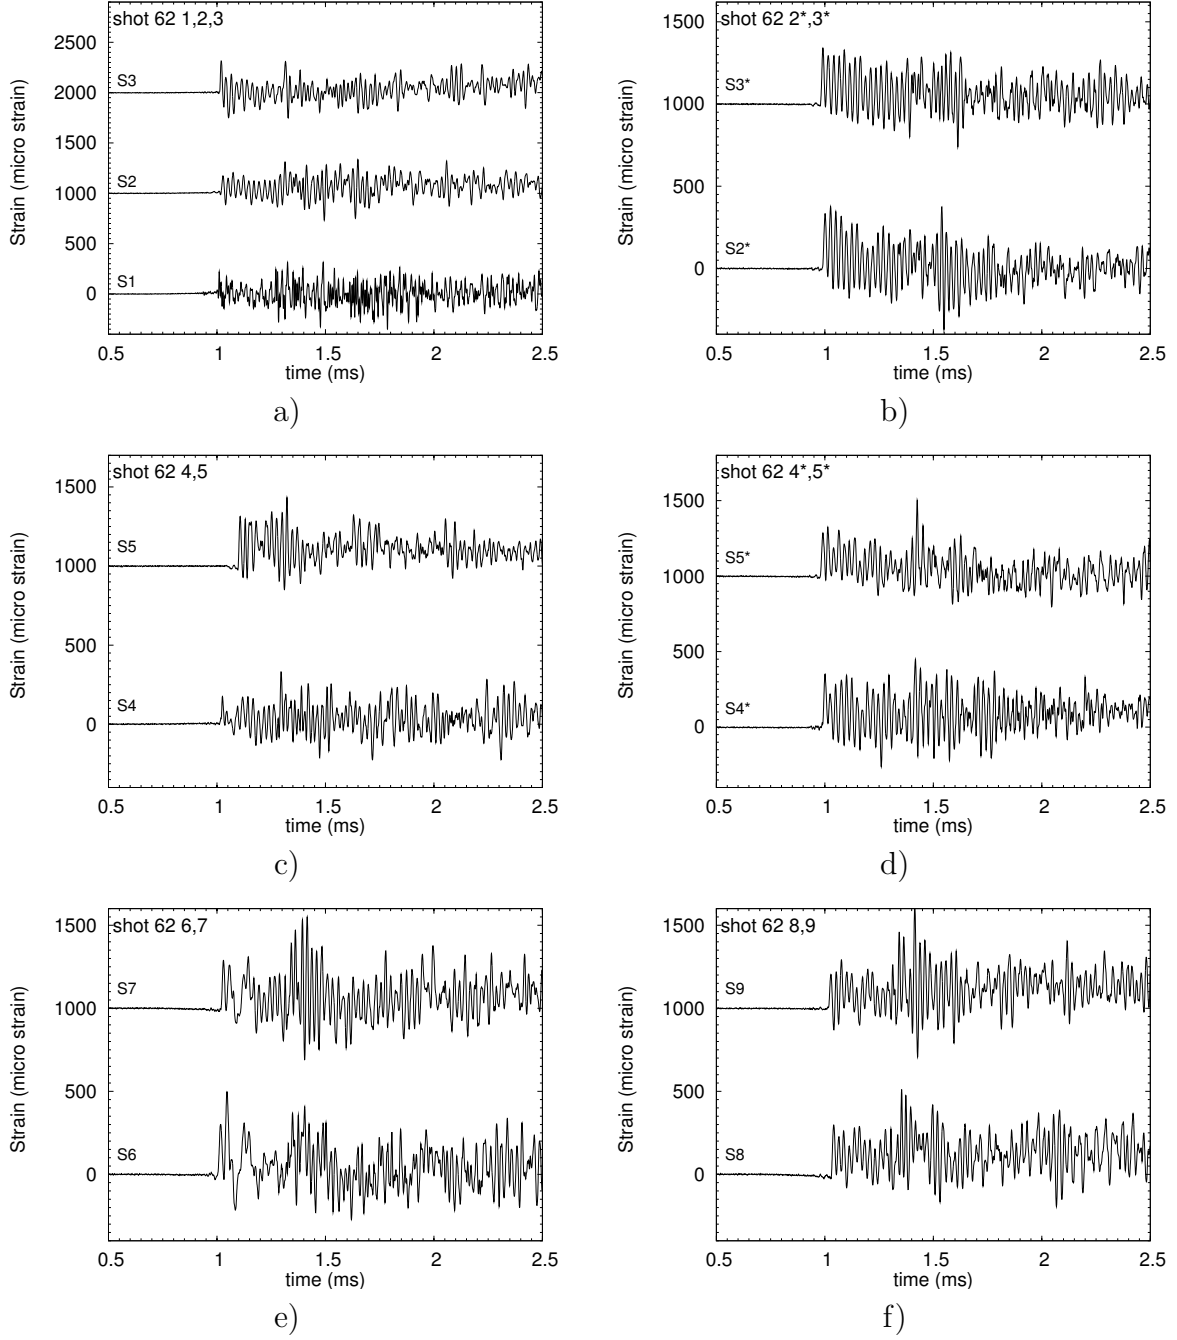 shot 62 1,2,3
Strain (micro strain)
2500
2000
1500
1000
500
0
S3
S2
S1
0.5 1 1.5 2 2.5
time (ms)
a)
shot 62 2*,3*
Strain (micro strain)
1500
1000
500
0
S3*
S2*
0.5 1 1.5 2 2.5
time (ms)
b)
shot 62 4,5
Strain (micro strain)
1500
1000
500
0
S5
S4
0.5 1 1.5 2 2.5
time (ms)
c)
shot 62 4*,5*
Strain (micro strain)
1500
1000
500
0
S5*
S4*
0.5 1 1.5 2 2.5
time (ms)
d)
shot 62 6,7
Strain (micro strain)
1500
1000
500
0
S7
S6
0.5 1 1.5 2 2.5
time (ms)
e)
shot 62 8,9
Strain (micro strain)
1500
1000
500
0
S9
S8
0.5 1 1.5 2 2.5
time (ms)
f)